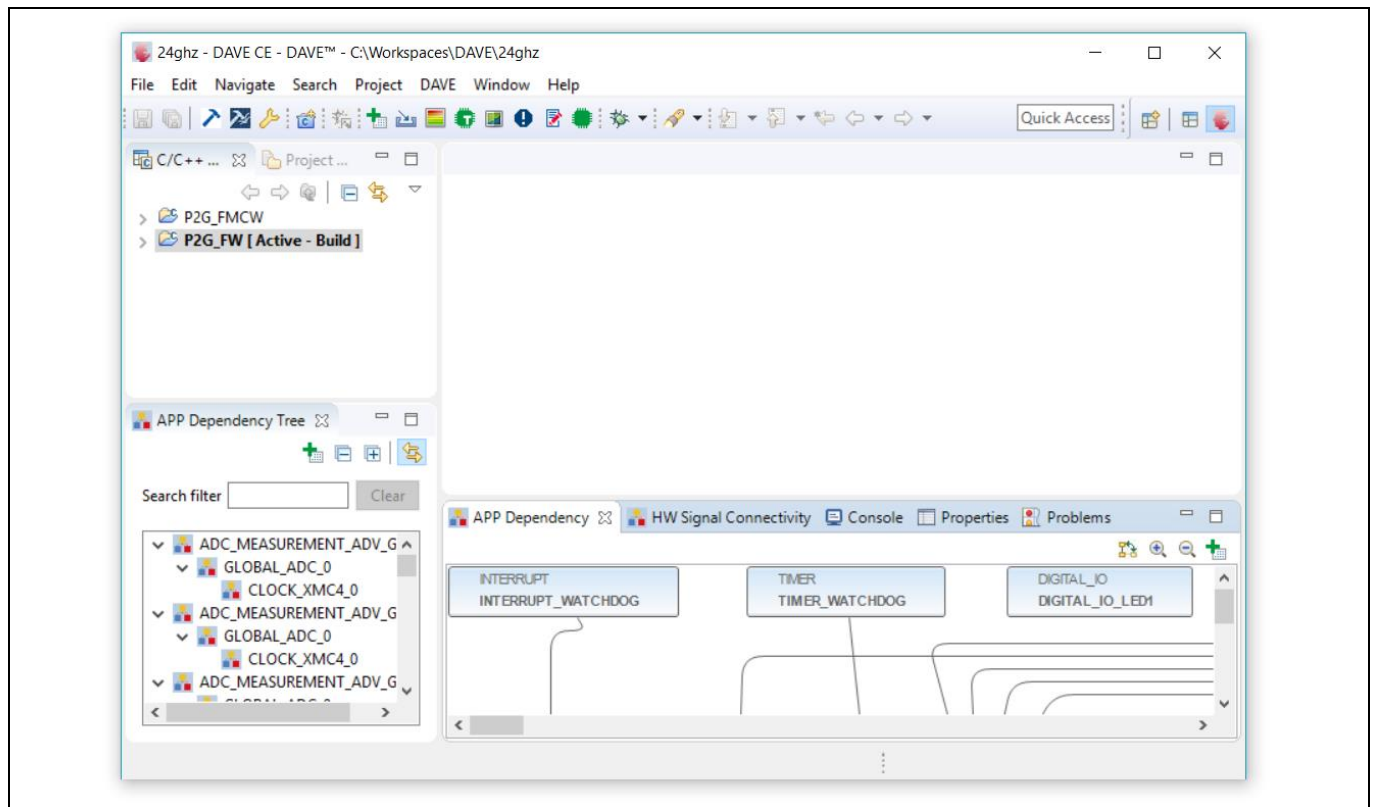 24ghz - DAVE CE - DAVE™ - C:\Workspaces\DAVE\24ghz
File Edit Navigate Search Project DAVE Window Help
Quick Access
C/C++ ... Project ...
P2G_FMCW
P2G_FW [ Active - Build ]
APP Dependency Tree
Search filter Clear
ADC_MEASUREMENT_ADV_G
GLOBAL_ADC_0
CLOCK_XMC4_0
ADC_MEASUREMENT_ADV_G
GLOBAL_ADC_0
CLOCK_XMC4_0
ADC_MEASUREMENT_ADV_G
APP Dependency HW Signal Connectivity Console Properties Problems
INTERRUPT TIMER DIGITAL_IO
INTERRUPT_WATCHDOG TIMER_WATCHDOG DIGITAL_IO_LED1